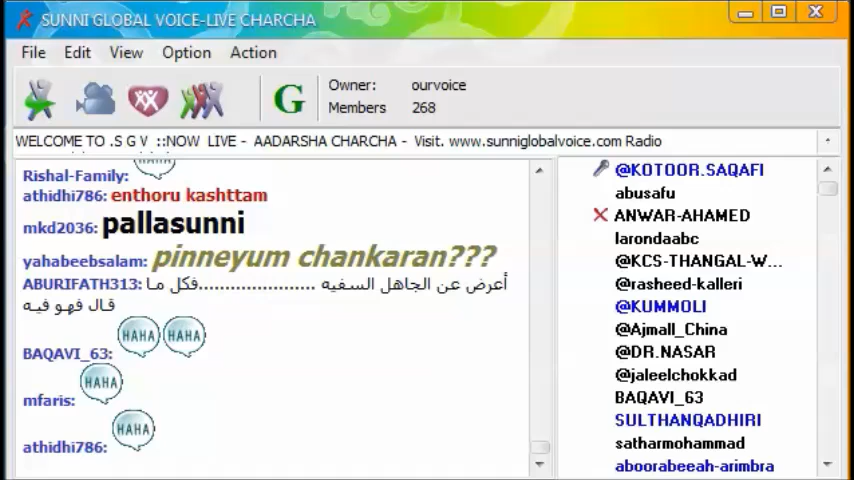 SUNNI GLOBAL VOICE-LIVE CHARCHA
File Edit View Option Action
G
Owner: ourvoice
Members 268
WELCOME TO .S G V ::NOW LIVE - AADARSHA CHARCHA - Visit. www.sunniglobalvoice.com Radio
HAHA
Rishal-Family:
athidhi786: enthoru kashttam
mkd2036: pallasunni
yahabeebsalam: pinneyum chankaran???
ABURIFATH313: أعرض عن الجاهل السفيه .....................فكل ما
قال فهو فيه
HAHA HAHA
BAQAVI_63:
HAHA
mfaris:
HAHA
athidhi786:
@KOTOOR.SAQAFI
abusafu
ANWAR-AHAMED
larondaabc
@KCS-THANGAL-W...
@rasheed-kalleri
@KUMMOLI
@Ajmall_China
@DR.NASAR
@jaleelchokkad
BAQAVI_63
SULTHANQADHIRI
satharmohammad
aboorabeeah-arimbra